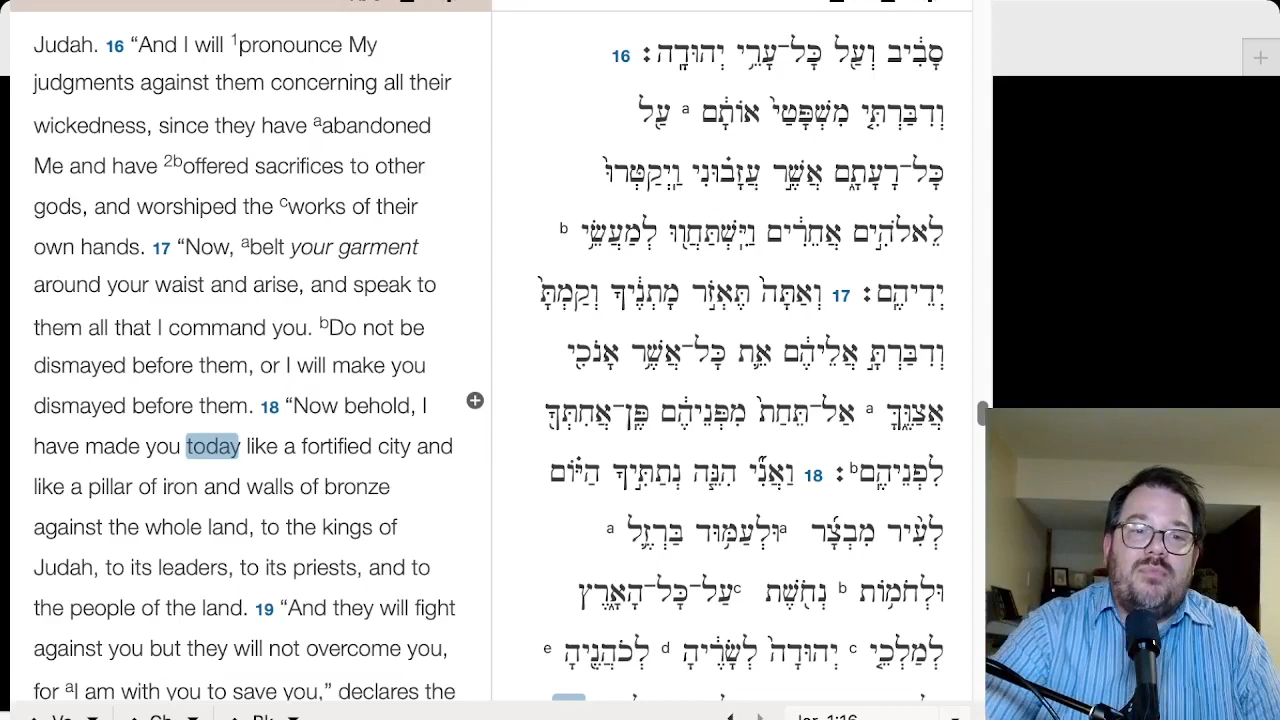 Judah. 16 “And I will 1pronounce My
judgments against them concerning all their
wickedness, since they have aabandoned
Me and have 2boffered sacrifices to other
gods, and worshiped the cworks of their
own hands. 17 “Now, abelt your garment
around your waist and arise, and speak to
them all that I command you. bDo not be
dismayed before them, or I will make you
dismayed before them. 18 “Now behold, I
have made you today like a fortified city and
like a pillar of iron and walls of bronze
against the whole land, to the kings of
Judah, to its leaders, to its priests, and to
the people of the land. 19 “And they will fight
against you but they will not overcome you,
for aI am with you to save you,” declares the
סָבִ֔יב וְעַ֖ל כָּל־עָרֵ֥י יְהוּדָֽה׃ 16
וְדִבַּרְתִּ֤י מִשְׁפָּטַי֙ אוֹתָ֔ם a עַ֖ל
כָּל־רָעָתָ֑ם אֲשֶׁ֣ר עֲזָב֗וּנִי וַֽיְקַטְּרוּ֙
לֵאלֹהִ֣ים אֲחֵרִ֔ים וַיִּֽשְׁתַּחֲו֖וּ לְמַעֲשֵׂ֥י b
יְדֵיהֶֽם׃ 17 וְאַתָּה֙ תֶּאְזֹ֣ר מָתְנֶ֔יךָ וְקַמְתָּ֙
וְדִבַּרְתָּ֣ אֲלֵיהֶ֔ם אֵ֛ת כָּל־אֲשֶׁ֥ר אָנֹכִ֖י
אֲצַוֶּ֑ךָּ a אַל־תֵּחַת֙ מִפְּנֵיהֶ֔ם פֶּֽן־אֲחִתְּךָ֖
לִפְנֵיהֶֽםb׃ 18 וַאֲנִ֞י הִנֵּ֧ה נְתַתִּ֣יךָ הַיּ֗וֹם
לְעִ֨יר מִבְצָ֜ר aוּלְעַמּ֥וּד בַּרְזֶ֛ל a
וּלְחֹמ֥וֹת b נְחֹ֖שֶׁת cעַל־כָּל־הָאָ֑רֶץ
לְמַלְכֵ֤י c יְהוּדָה֙ לְשָׂרֶ֔יהָ d לְכֹהֲנֶ֖יהָ e
Jer. 1:16